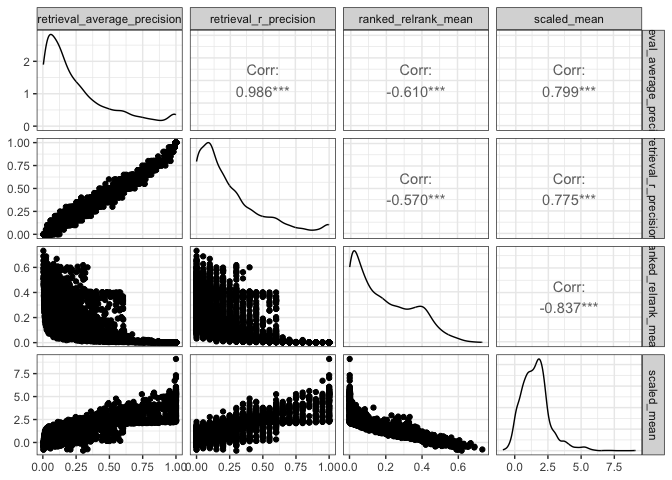 retrieval_average_precision retrieval_r_precision ranked_relrank_mean scaled_mean
2
1
0
Corr:
0.986***
Corr:
-0.610***
Corr:
0.799***
eval_average_preci
1.00
0.75
0.50
0.25
0.00
Corr:
-0.570***
Corr:
0.775***
etrieval_r_precision
0.6
0.4
0.2
0.0
Corr:
-0.837***
anked_relrank_mea
7.5
5.0
2.5
0.0
scaled_mean
0.00 0.25 0.50 0.75 1.00 0.00 0.25 0.50 0.75 1.00 0.0 0.2 0.4 0.6 0.0 2.5 5.0 7.5